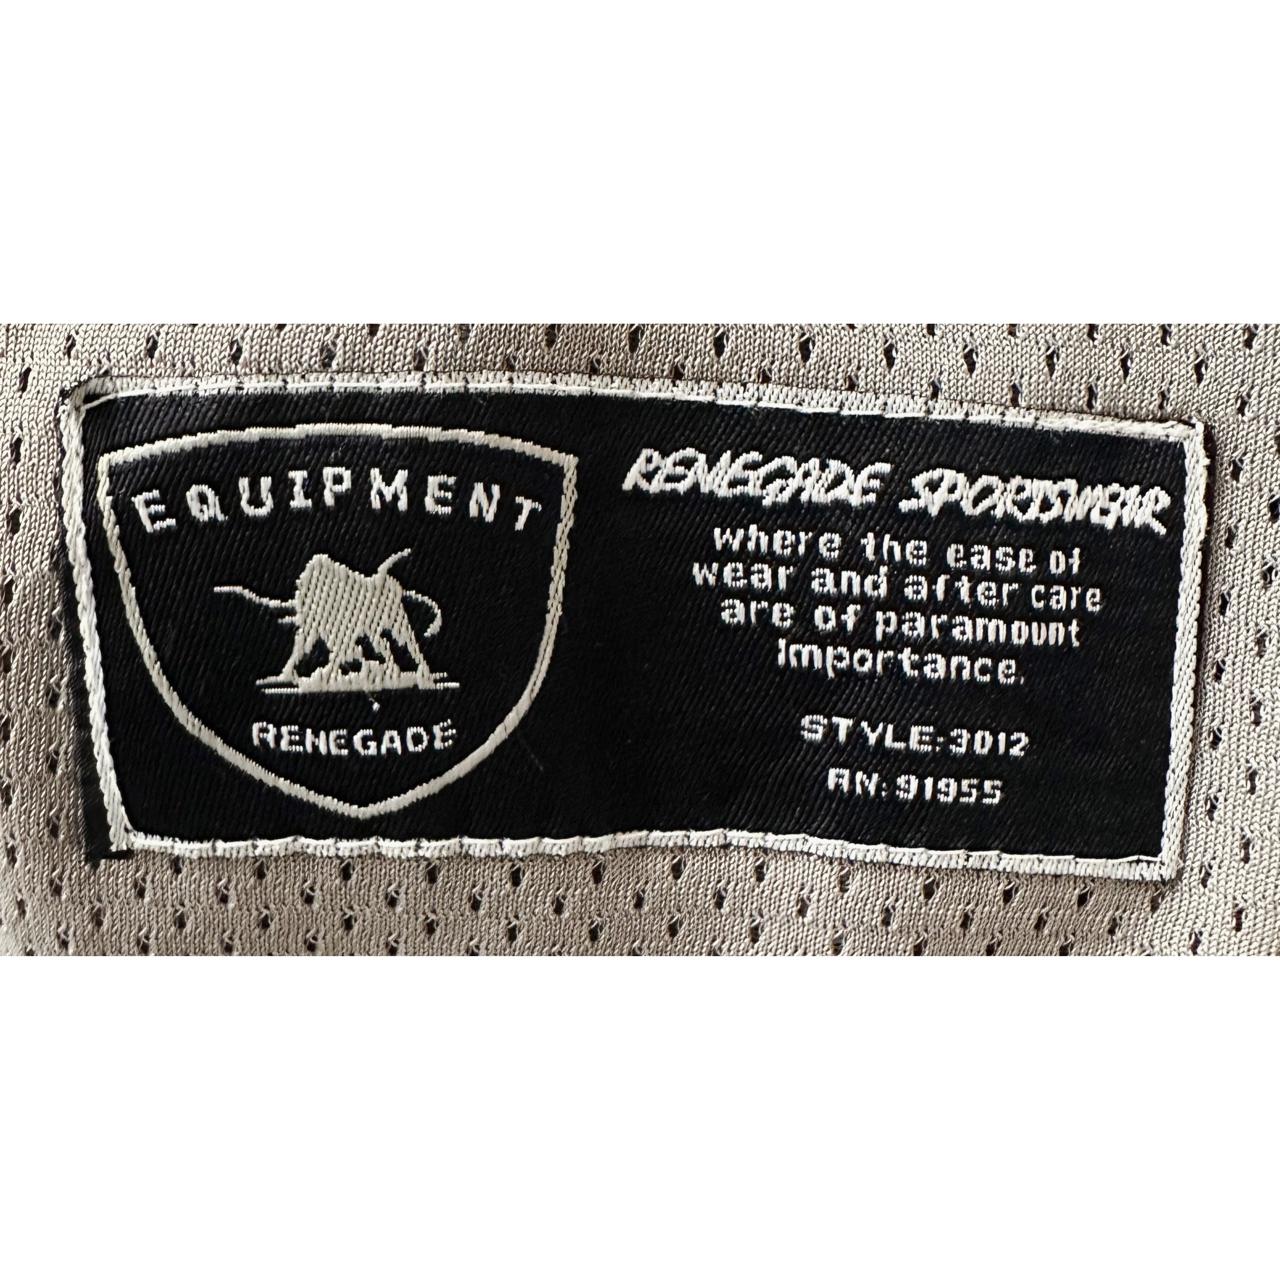 EQUIPMENT
RENEGADE
RENEGADE SPORTSWEAR
where the ease of
wear and after care
are of paramount
importance.
STYLE:3012
RN: 91955